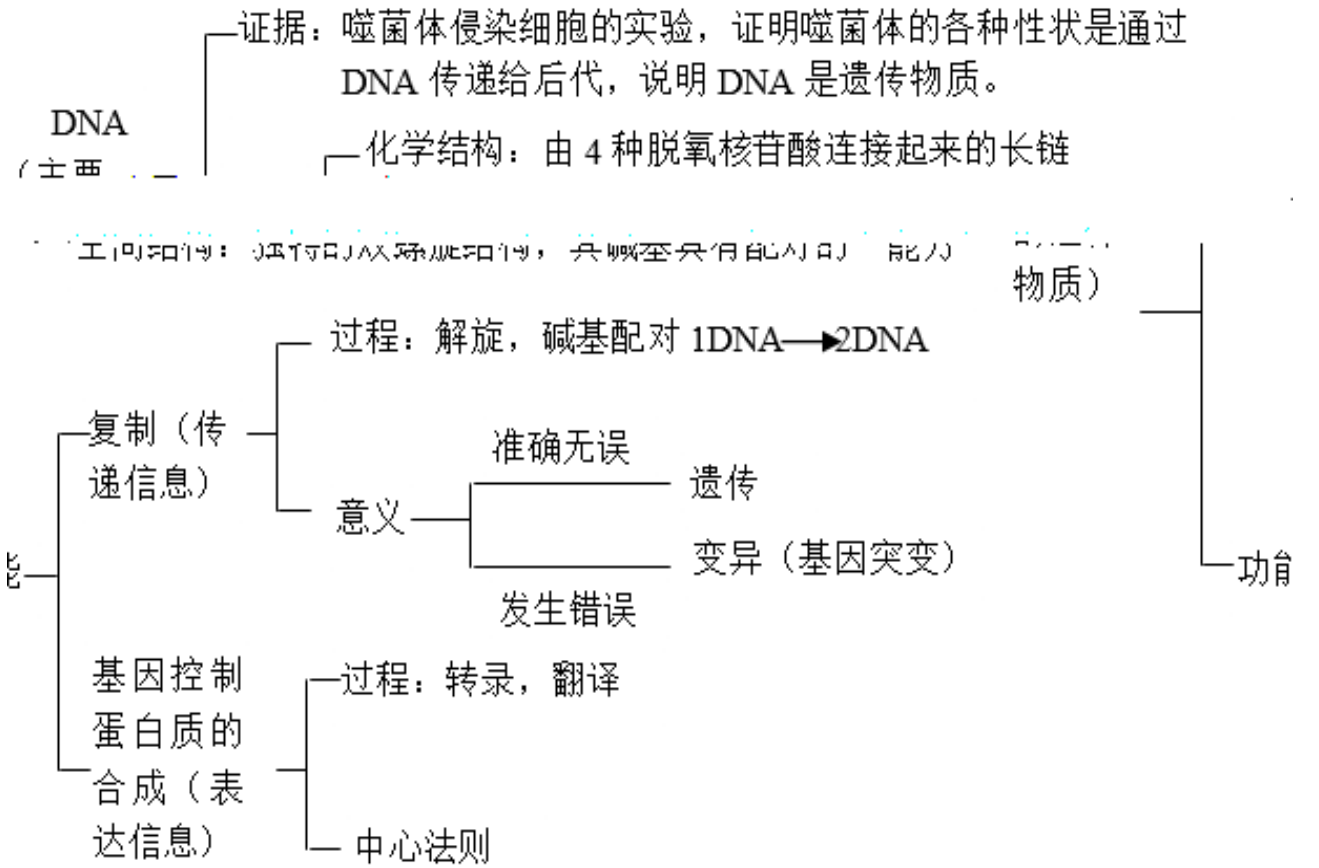 证据：噬菌体侵染细胞的实验，证明噬菌体的各种性状是通过
DNA 传递给后代，说明 DNA 是遗传物质。
DNA
（主要
化学结构：由 4 种脱氧核苷酸连接起来的长链
物质）
过程：解旋，碱基配对 1DNA 2DNA
复制（传
递信息）
准确无误
遗传
意义
变异（基因突变）
发生错误
功能
基因控制
蛋白质的
合成（表
达信息）
过程：转录，翻译
中心法则